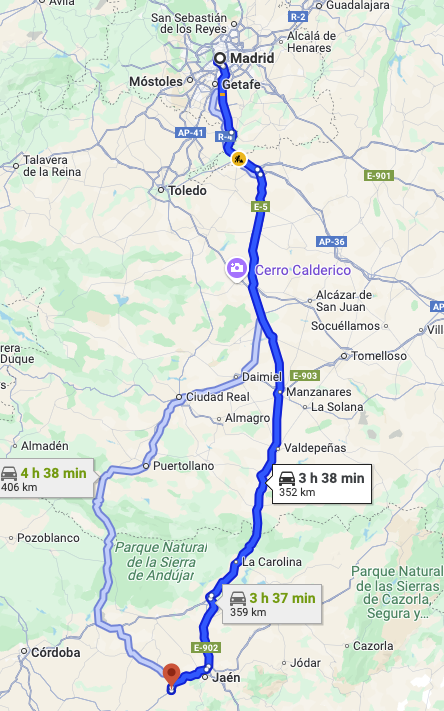 Ávila
R-2
Guadalajara
San Sebastián
de los Reyes
Alcalá de
Henares
Madrid
Móstoles
Getafe
AP-41
R-4
Talavera
de la Reina
E-901
Toledo
E-5
AP-36
Cerro Calderico
Alcázar de
San Juan
AP
Socuéllamos
Vill
rrera
Duque
Tomelloso
Daimiel
E-903
Manzanares
Ciudad Real
La Solana
Almagro
Almadén
Valdepeñas
Puertollano
4 h 38 min
406 km
3 h 38 min
352 km
Pozoblanco
Parque Natural
de la Sierra
de Andújar
La Carolina
Parque Natural
de las Sierras
de Cazorla,
Segura y...
3 h 37 min
359 km
E-902
Cazorla
Córdoba
Jódar
Jaén